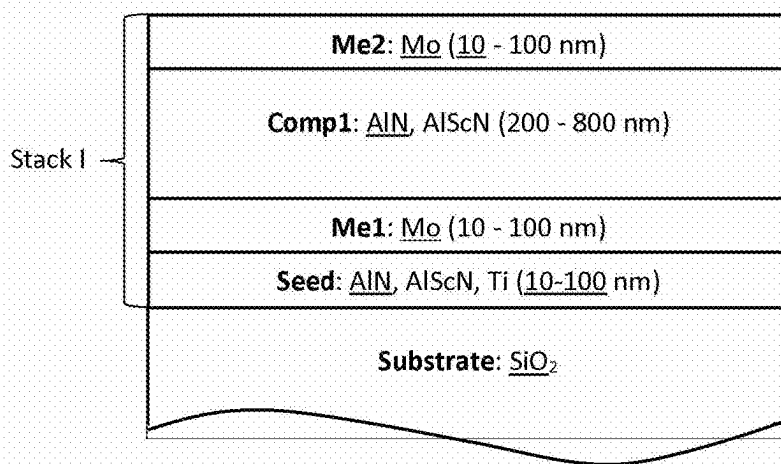 Me2: Mo (10 - 100 nm)
Comp1: AlN, AlScN (200 - 800 nm)
Stack I
Me1: Mo (10 - 100 nm)
Seed: AlN, AlScN, Ti (10-100 nm)
Substrate: SiO₂